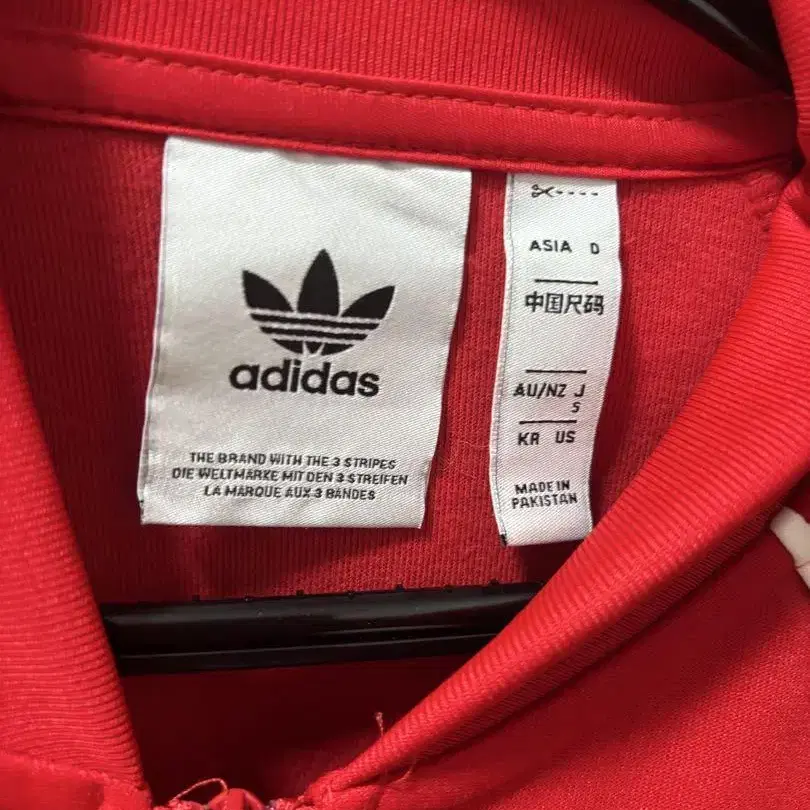 adidas
THE BRAND WITH THE 3 STRIPES
DIE WELTMARKE MIT DEN 3 STREIFEN
LA MARQUE AUX 3 BANDES
ASIA D
中国尺码
AU/NZ J
S
KR US
MADE IN
PAKISTAN